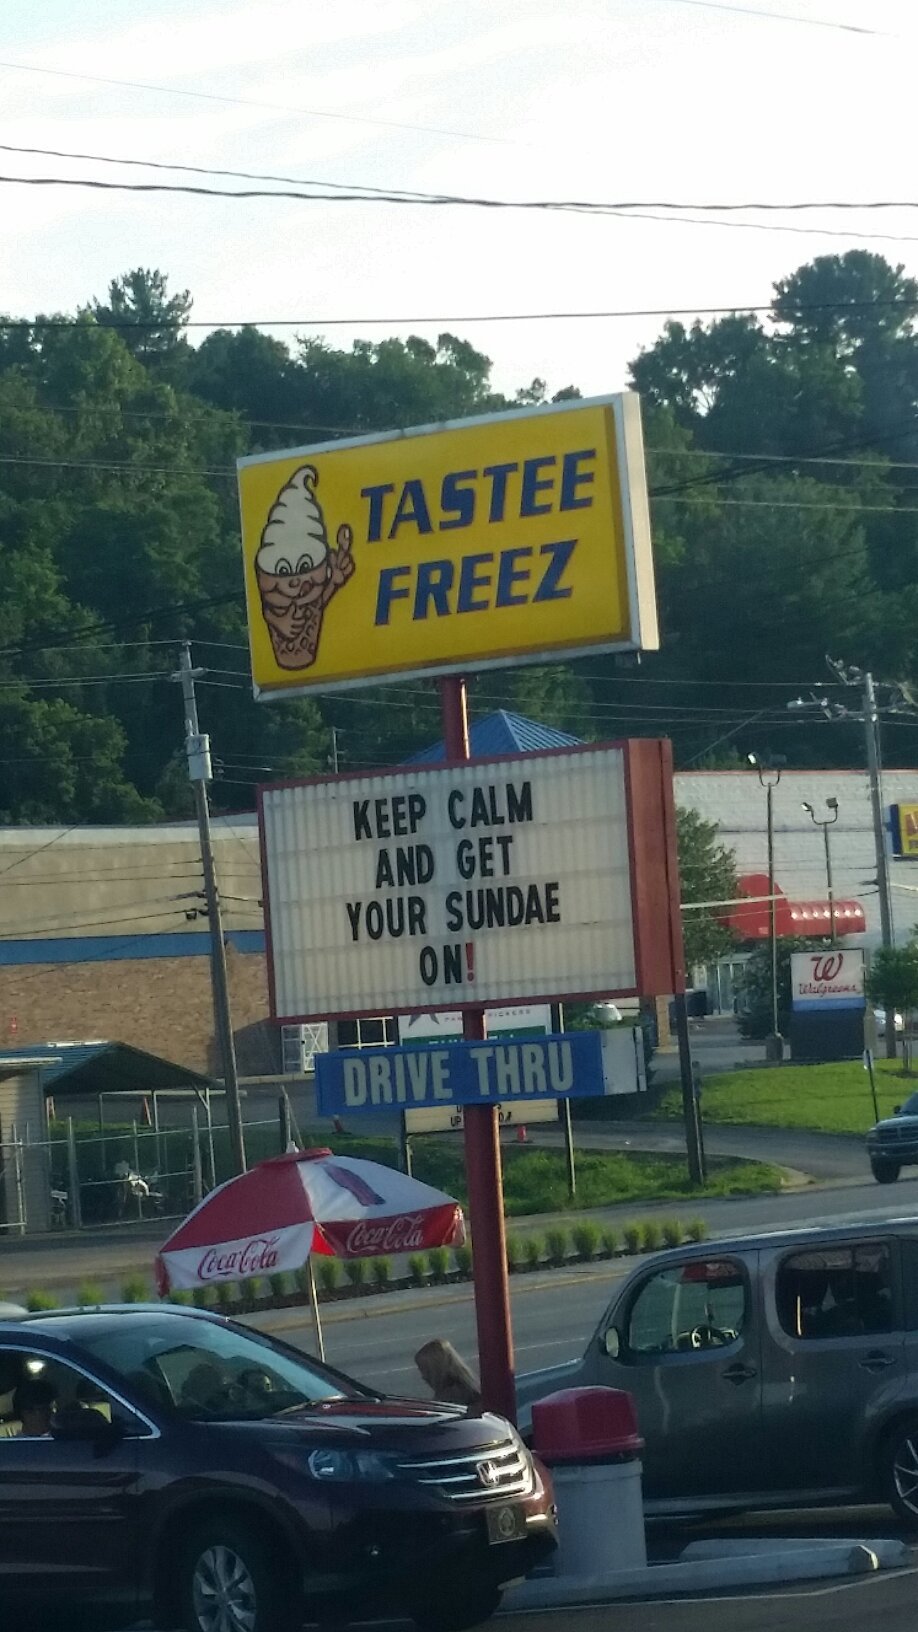 TASTEE
FREEZ
KEEP CALM
AND GET
YOUR SUNDAE
ON!
DRIVE THRU
W
Walgreens
Coca-Cola
Coca-Cola